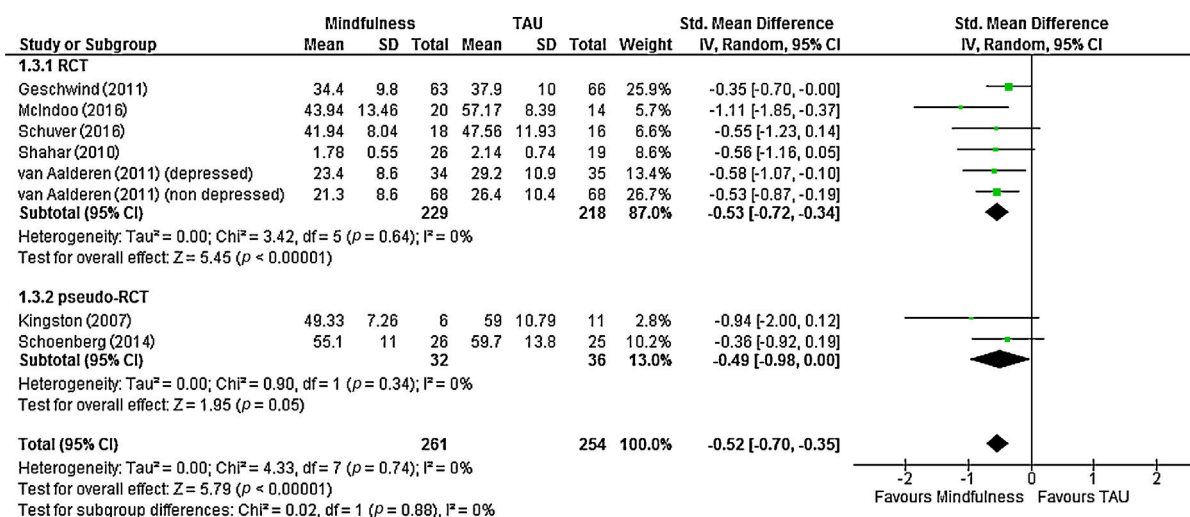 Mindfulness TAU Std. Mean Difference Std. Mean Difference
Study or Subgroup Mean SD Total Mean SD Total Weight IV, Random, 95% CI IV, Random, 95% CI
1.3.1 RCT
Geschwind (2011) 34.4 9.8 63 37.9 10 66 25.9% -0.35 [-0.70, -0.00]
McIndoo (2016) 43.94 13.46 20 57.17 8.39 14 5.7% -1.11 [-1.85, -0.37]
Schuver (2016) 41.94 8.04 18 47.56 11.93 16 6.6% -0.55 [-1.23, 0.14]
Shahar (2010) 1.78 0.55 26 2.14 0.74 19 8.6% -0.56 [-1.16, 0.05]
van Aalderen (2011) (depressed) 23.4 8.6 34 29.2 10.9 35 13.4% -0.58 [-1.07, -0.10]
van Aalderen (2011) (non depressed) 21.3 8.6 68 26.4 10.4 68 26.7% -0.53 [-0.87, -0.19]
Subtotal (95% CI) 229 218 87.0% -0.53 [-0.72, -0.34]
Heterogeneity: Tau² = 0.00; Chi² = 3.42, df = 5 (p = 0.64); I² = 0%
Test for overall effect: Z = 5.45 (p < 0.00001)
1.3.2 pseudo-RCT
Kingston (2007) 49.33 7.26 6 59 10.79 11 2.8% -0.94 [-2.00, 0.12]
Schoenberg (2014) 55.1 11 26 59.7 13.8 25 10.2% -0.36 [-0.92, 0.19]
Subtotal (95% CI) 32 36 13.0% -0.49 [-0.98, 0.00]
Heterogeneity: Tau² = 0.00; Chi² = 0.90, df = 1 (p = 0.34); I² = 0%
Test for overall effect: Z = 1.95 (p = 0.05)
Total (95% CI) 261 254 100.0% -0.52 [-0.70, -0.35]
Heterogeneity: Tau² = 0.00; Chi² = 4.33, df = 7 (p = 0.74); I² = 0%
Test for overall effect: Z = 5.79 (p < 0.00001)
Test for subgroup differences: Chi² = 0.02, df = 1 (p = 0.88), I² = 0%
-2 -1 0 1 2
Favours Mindfulness Favours TAU